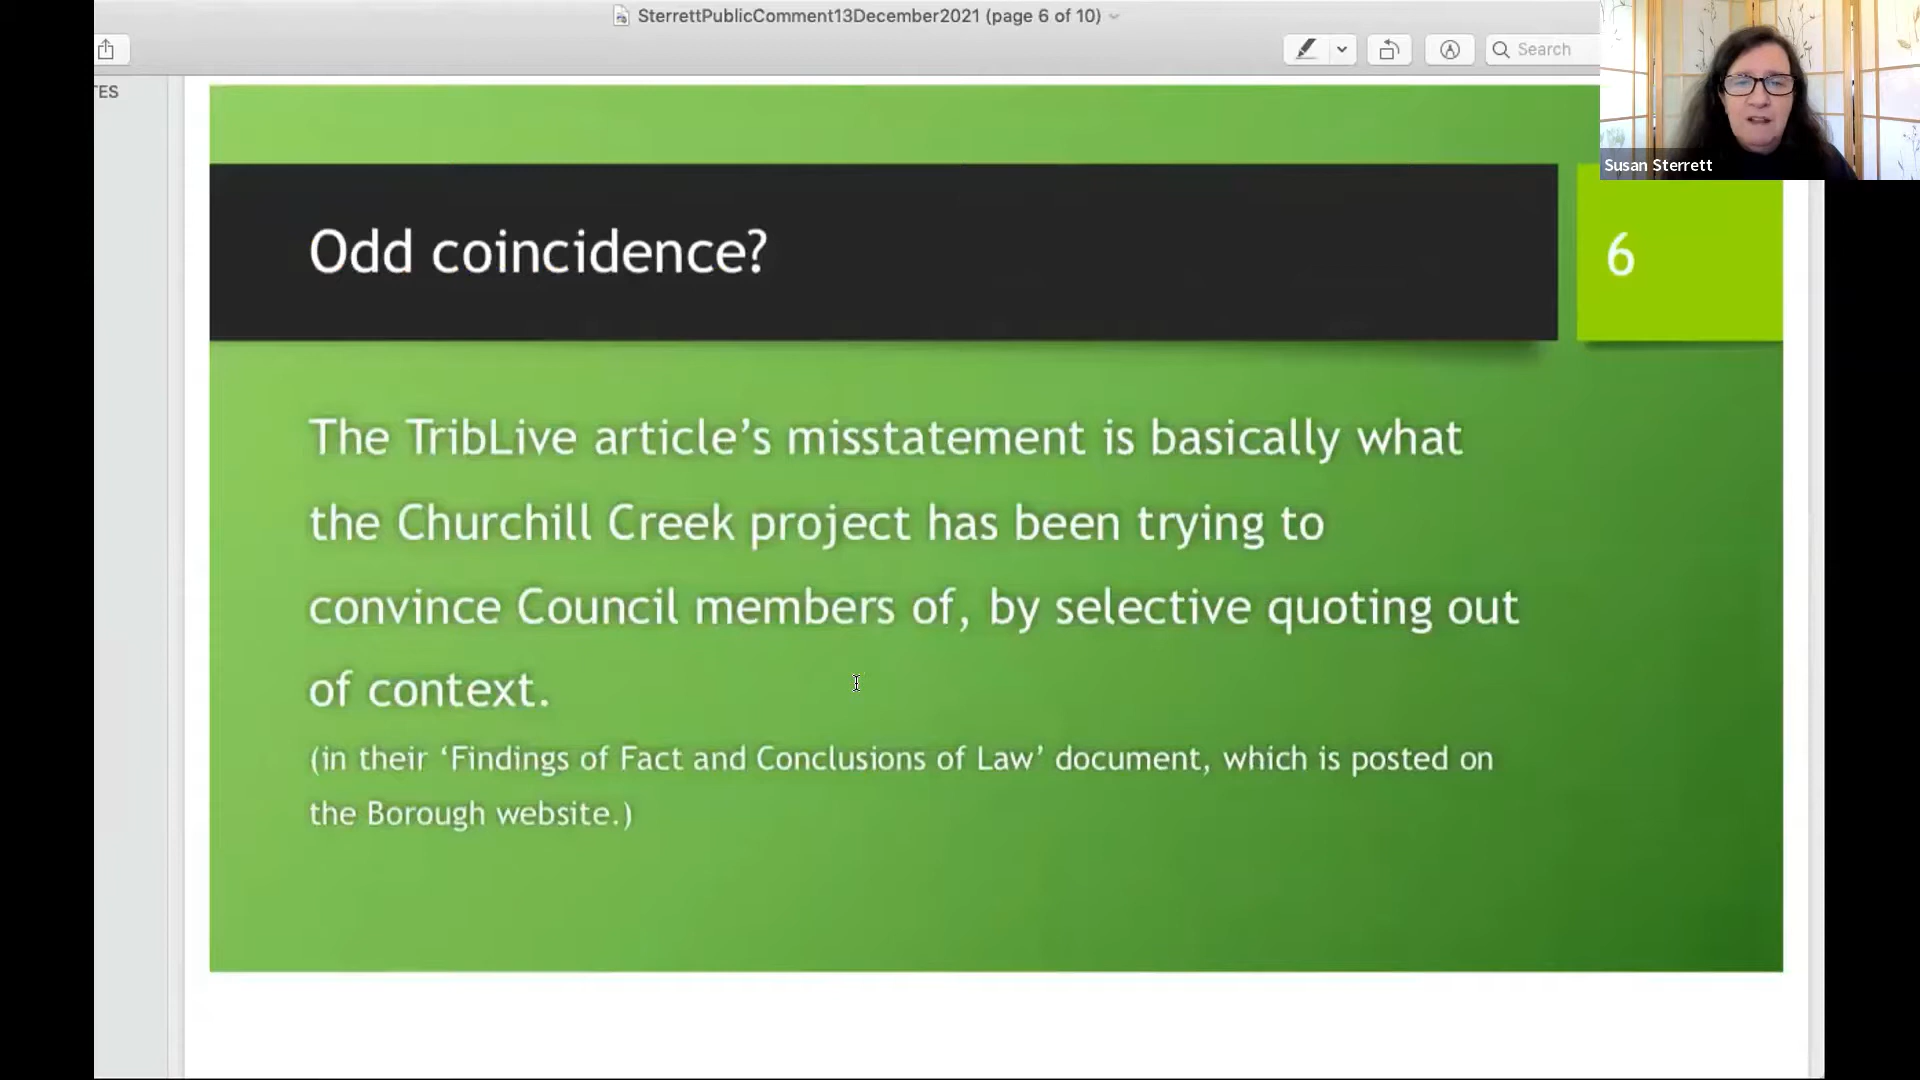 SterrettPublicComment13December2021 (page 6 of 10)
Search
TES
Susan Sterrett
Odd coincidence?
6
The TribLive article’s misstatement is basically what
the Churchill Creek project has been trying to
convince Council members of, by selective quoting out
of context.
(in their ‘Findings of Fact and Conclusions of Law’ document, which is posted on
the Borough website.)